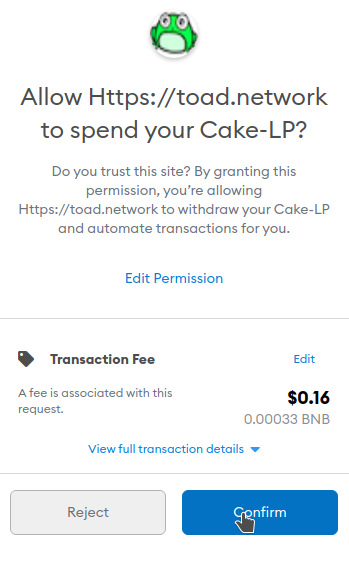 Allow Https://toad.network
to spend your Cake-LP?
Do you trust this site? By granting this
permission, you’re allowing
Https://toad.network to withdraw your Cake-LP
and automate transactions for you.
Edit Permission
Transaction Fee
Edit
A fee is associated with this
request.
$0.16
0.00033 BNB
View full transaction details
Reject
Confirm